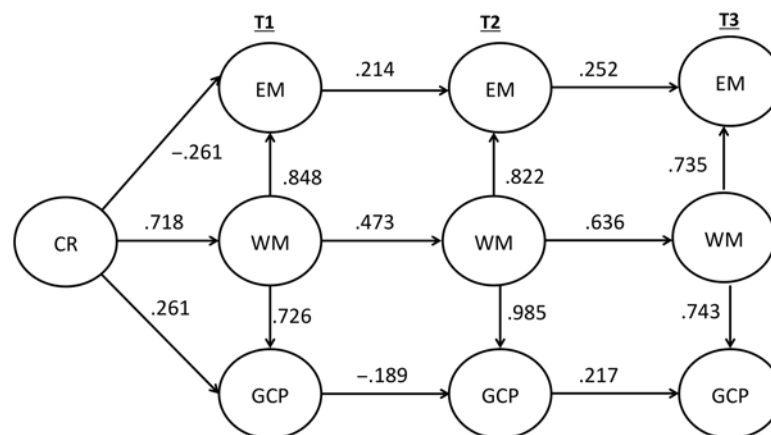 T1 T2 T3
.214 .252
EM EM EM
−.261
.848 .822 .735
.718 .473 .636
CR WM WM WM
.261
.726 .985 .743
−.189 .217
GCP GCP GCP